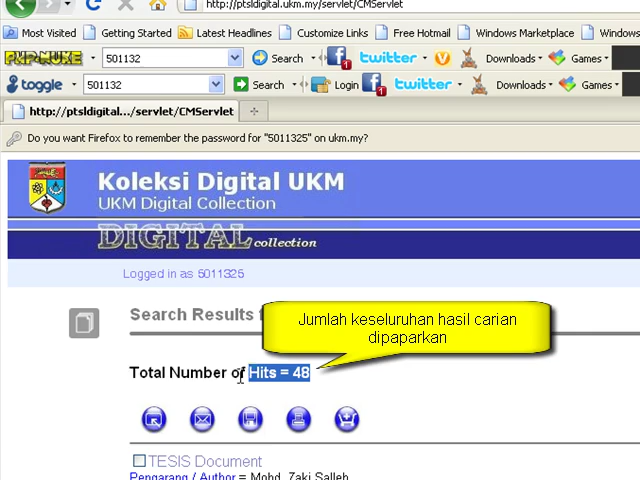 http://ptsldigital.ukm.my/servlet/CMServlet
Most Visited Getting Started Latest Headlines Customize Links Free Hotmail Windows Marketplace Windows
PHP-NUKE 501132 Search twitter Downloads Games
toggle 501132 Search Login twitter Downloads Games
http://ptsldigital.../servlet/CMServlet
Do you want Firefox to remember the password for "5011325" on ukm.my?
Koleksi Digital UKM
UKM Digital Collection
DIGITAL collection
Logged in as 5011325
Search Results f
Jumlah keseluruhan hasil carian
dipaparkan
Total Number of Hits = 48
TESIS Document
Pengarang / Author = Mohd. Zaki Salleh